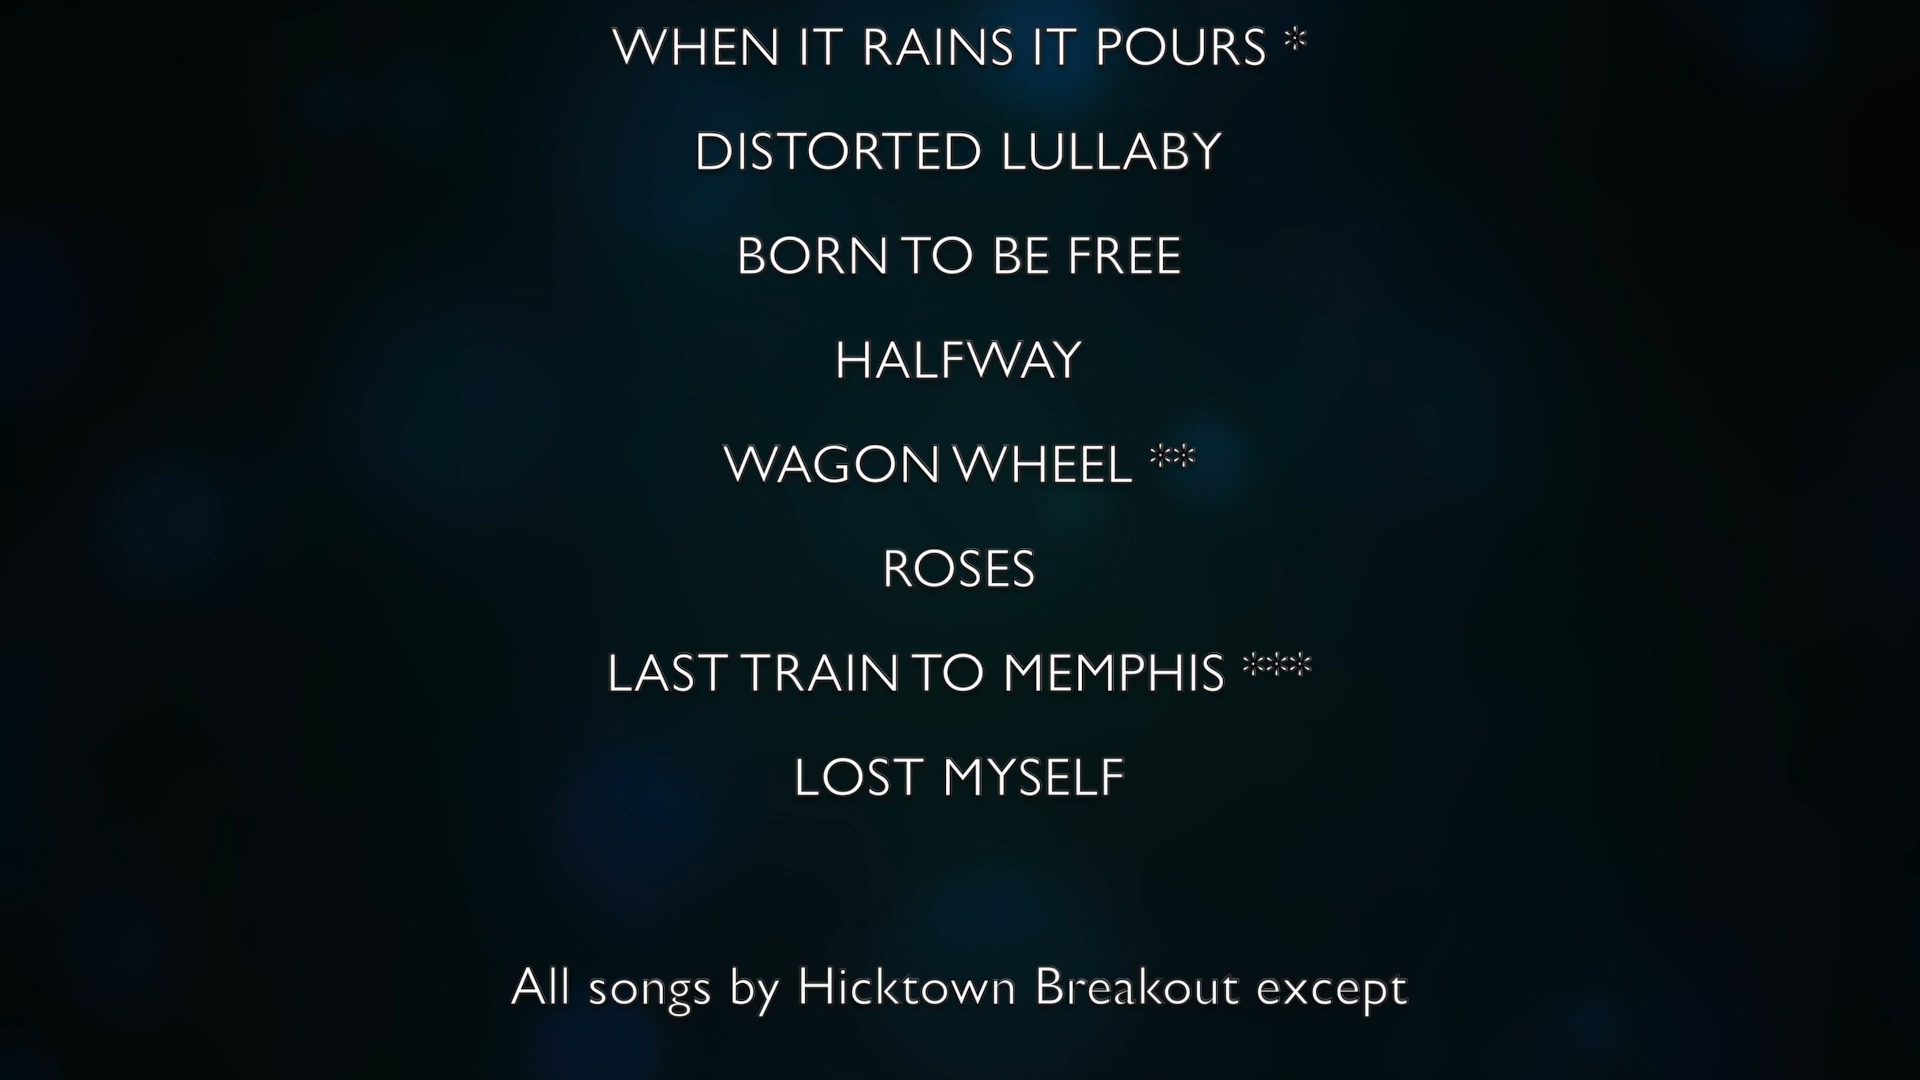 WHEN IT RAINS IT POURS *
DISTORTED LULLABY
BORN TO BE FREE
HALFWAY
WAGON WHEEL **
ROSES
LAST TRAIN TO MEMPHIS ***
LOST MYSELF
All songs by Hicktown Breakout except